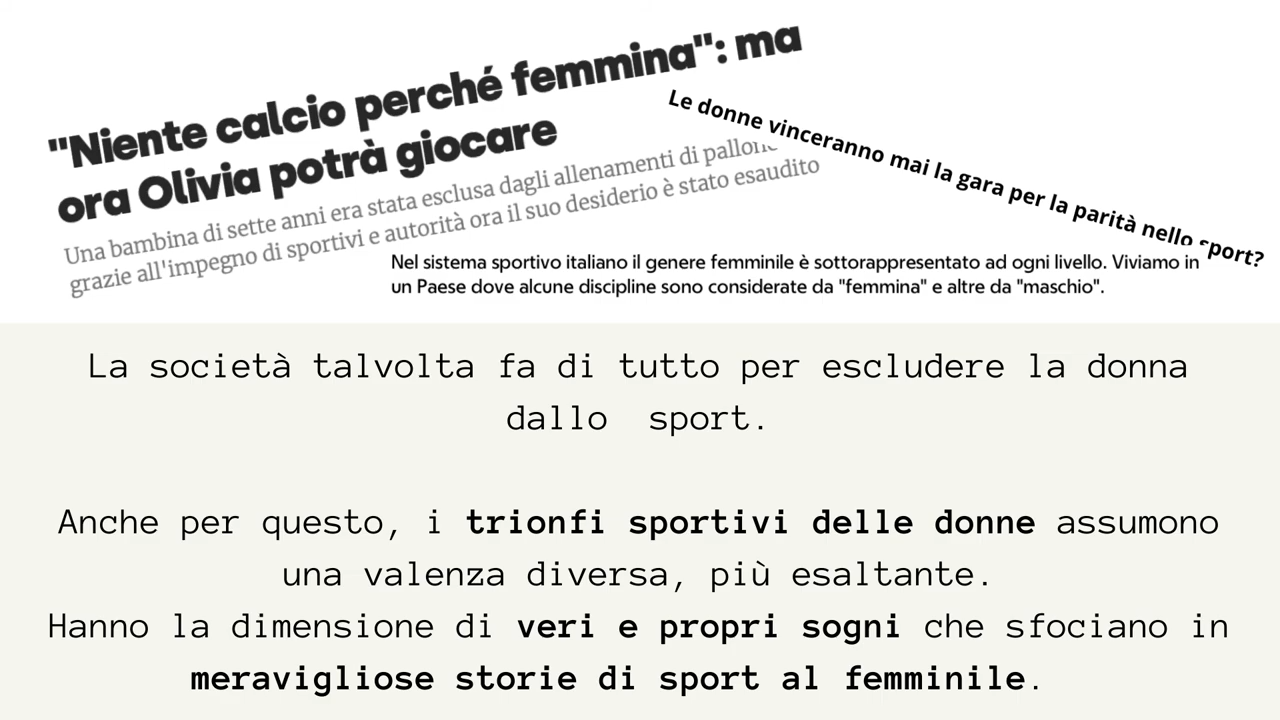 "Niente calcio perché femmina": ma
ora Olivia potrà giocare
Una bambina di sette anni era stata esclusa dagli allenamenti di pallone
grazie all'impegno di sportivi e autorità ora il suo desiderio è stato esaudito
Le donne vinceranno mai la gara per la parità nello sport?
Nel sistema sportivo italiano il genere femminile è sottorappresentato ad ogni livello. Viviamo in
un Paese dove alcune discipline sono considerate da "femmina" e altre da "maschio".
La società talvolta fa di tutto per escludere la donna
dallo sport.
Anche per questo, i trionfi sportivi delle donne assumono
una valenza diversa, più esaltante.
Hanno la dimensione di veri e propri sogni che sfociano in
meravigliose storie di sport al femminile.